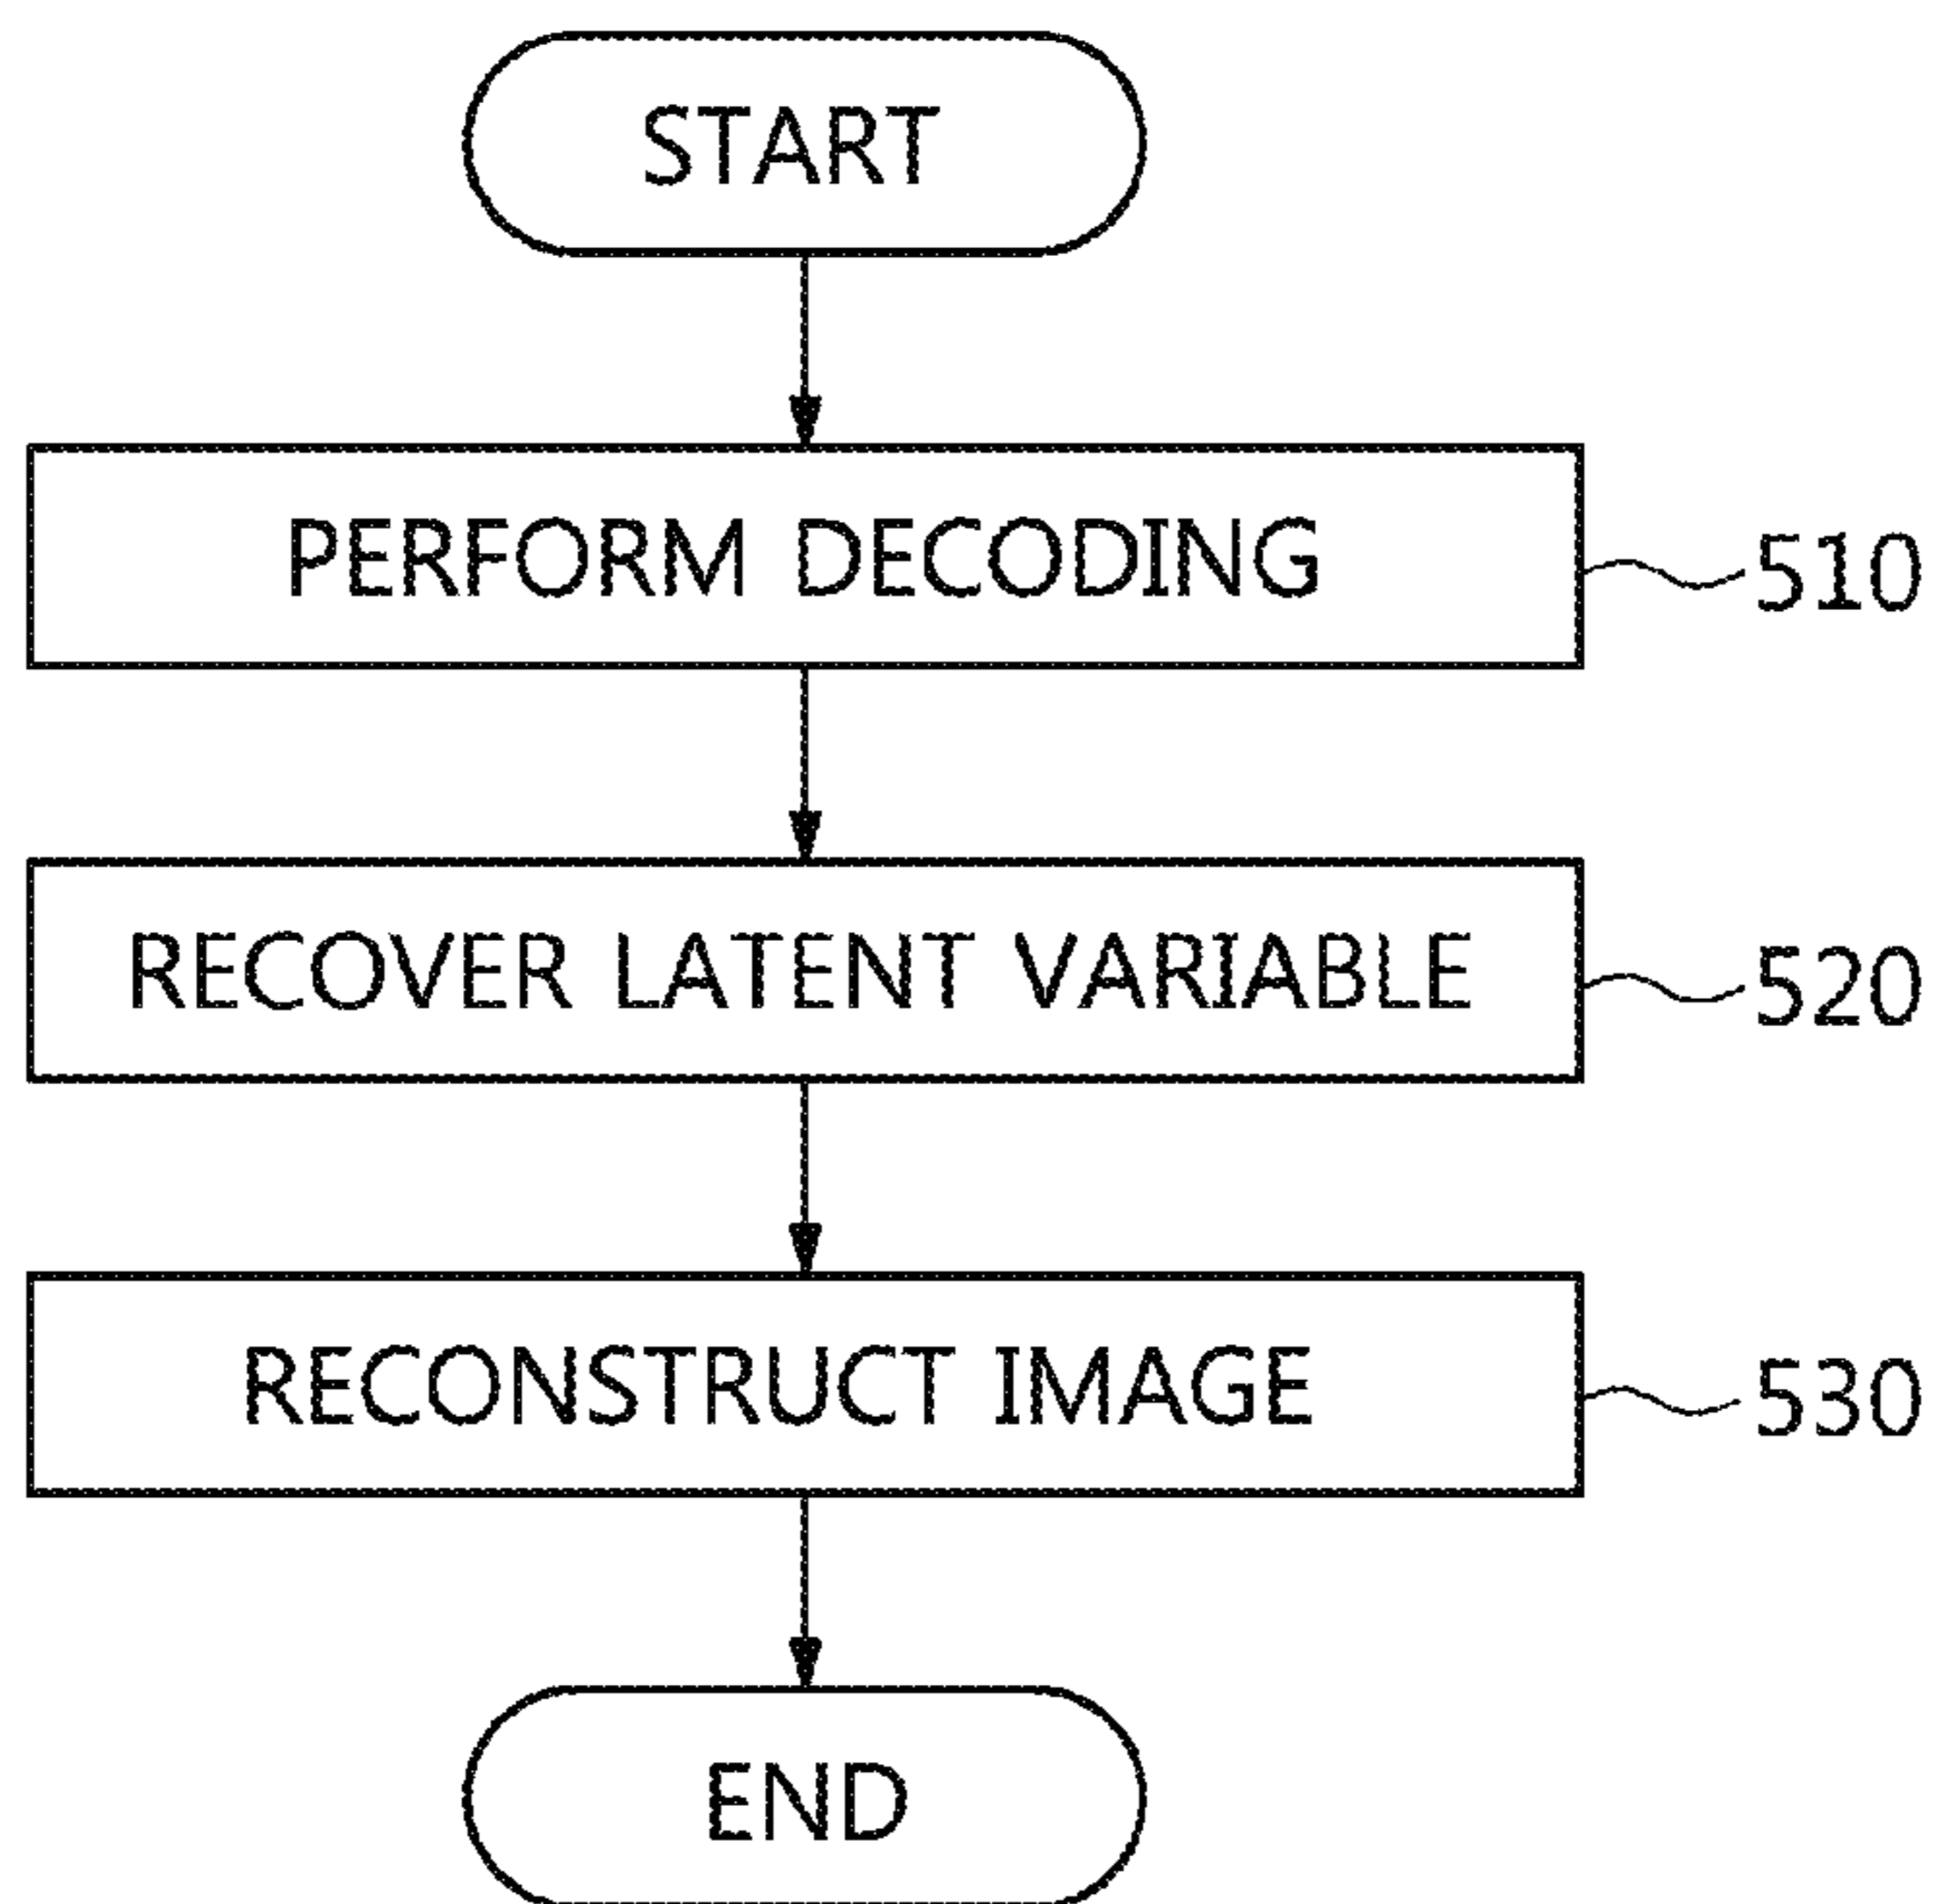 START
PERFORM DECODING
510
RECOVER LATENT VARIABLE
520
RECONSTRUCT IMAGE
530
END